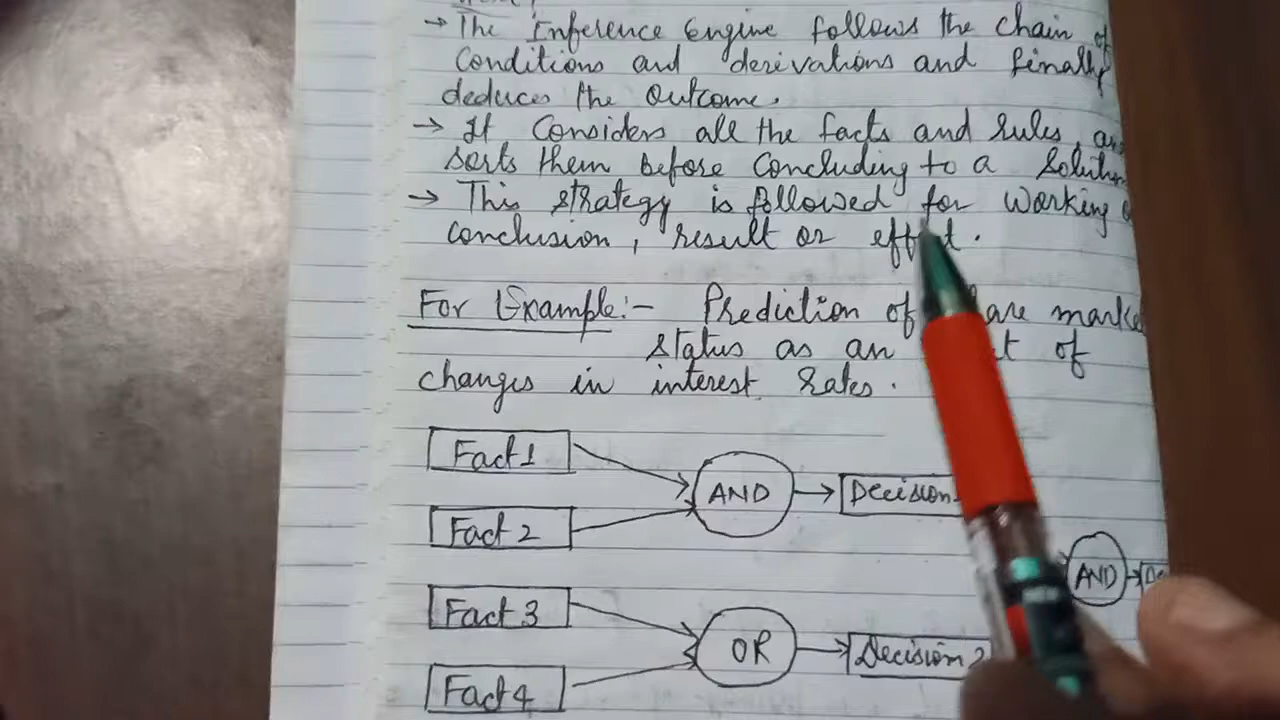 → The Inference Engine follows the chain of
Conditions and derivations and finally
deduces the outcome.
→ It Considers all the facts and rules, and
sorts them before concluding to a Solution
→ This strategy is followed for working
conclusion, result or effect.
For Example:- Prediction of share market
status as an of
changes in interest rates.
Fact 1
AND
Decision
Fact 2
AND
Fact 3
OR
Decision 2
Fact 4